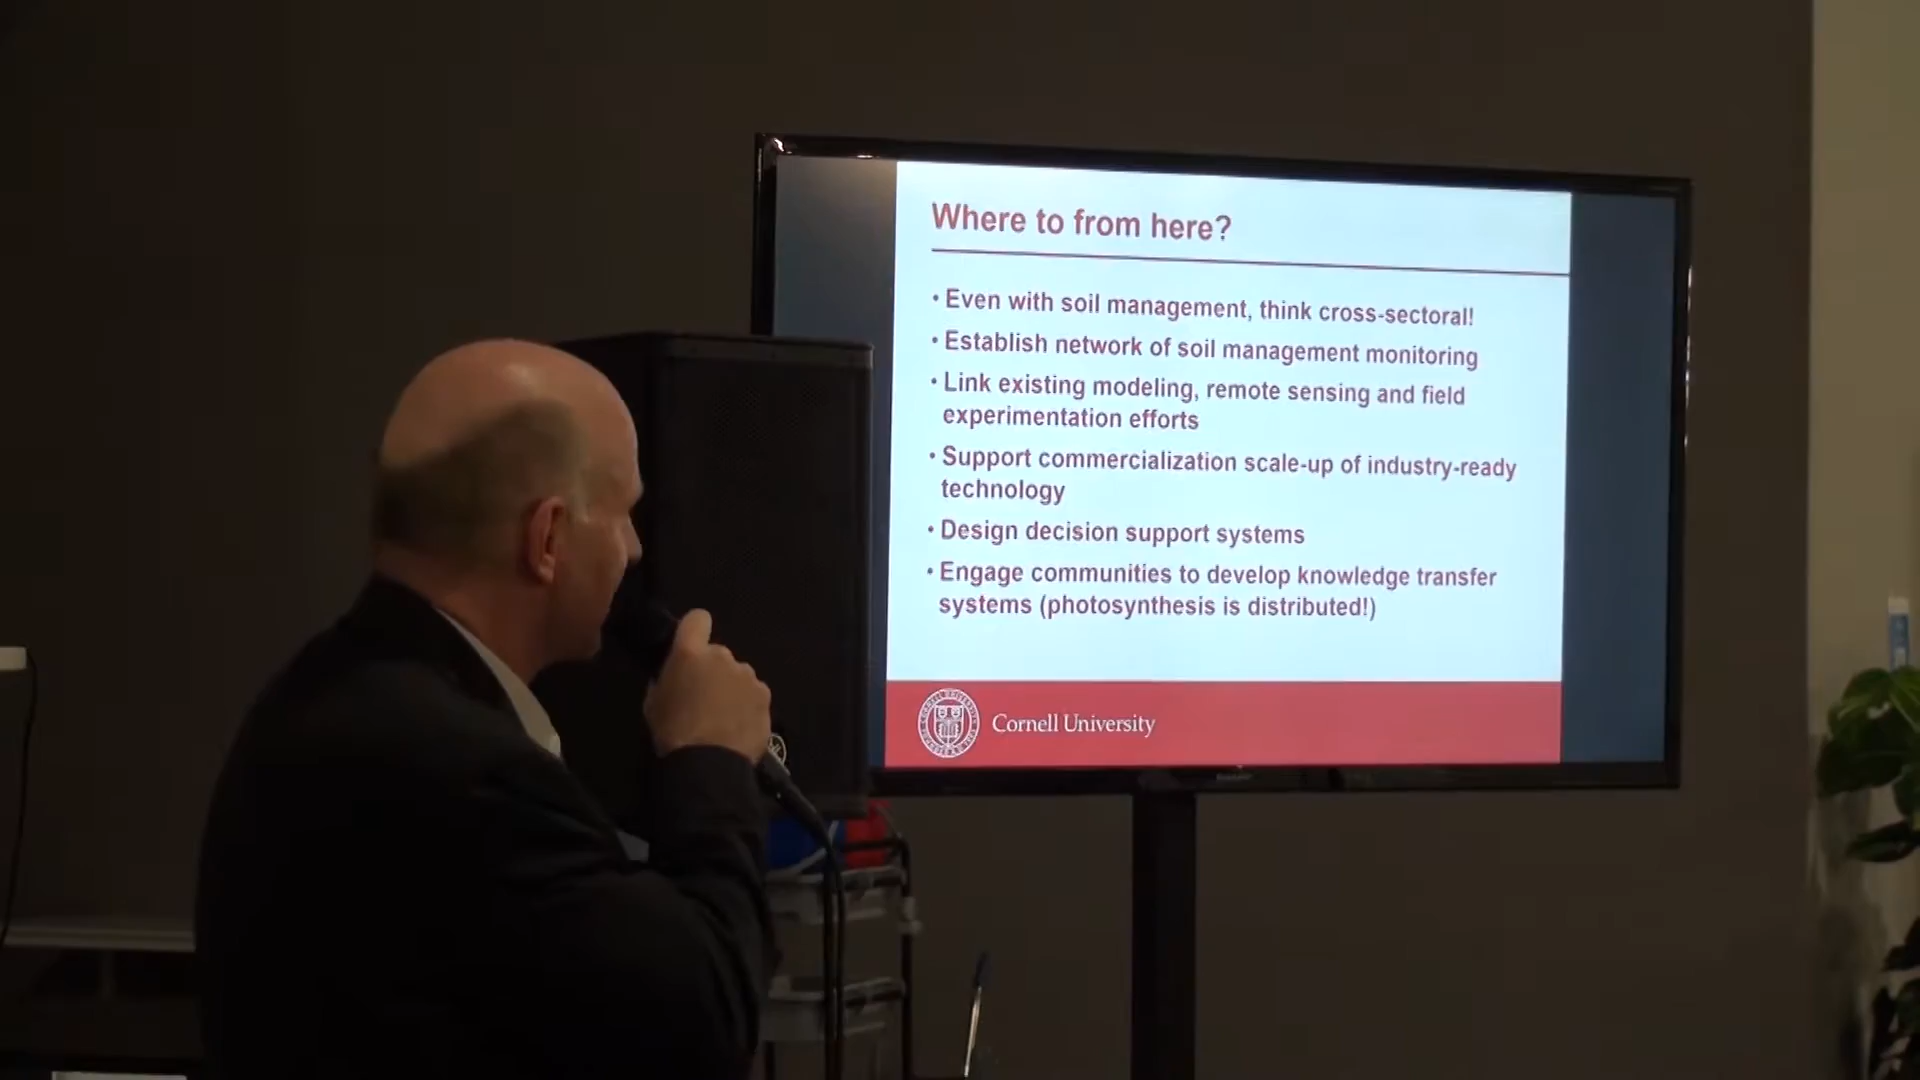 Where to from here?
• Even with soil management, think cross-sectoral!
• Establish network of soil management monitoring
• Link existing modeling, remote sensing and field
experimentation efforts
• Support commercialization scale-up of industry-ready
technology
• Design decision support systems
• Engage communities to develop knowledge transfer
systems (photosynthesis is distributed!)
Cornell University